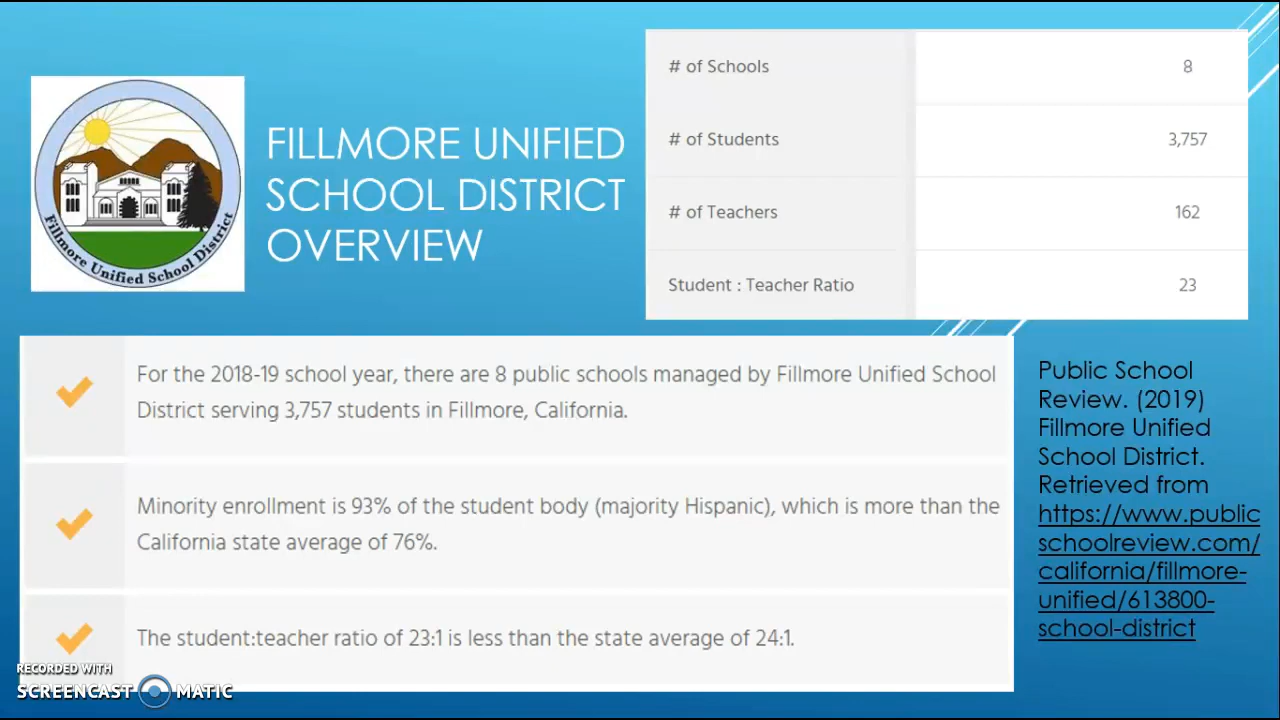 Fillmore Unified School District
FILLMORE UNIFIED
SCHOOL DISTRICT
OVERVIEW
# of Schools 8
# of Students 3,757
# of Teachers 162
Student : Teacher Ratio 23
For the 2018-19 school year, there are 8 public schools managed by Fillmore Unified School
District serving 3,757 students in Fillmore, California.
Minority enrollment is 93% of the student body (majority Hispanic), which is more than the
California state average of 76%.
The student:teacher ratio of 23:1 is less than the state average of 24:1.
Public School
Review. (2019)
Fillmore Unified
School District.
Retrieved from
https://www.public
schoolreview.com/
california/fillmore-
unified/613800-
school-district
RECORDED WITH
SCREENCAST MATIC